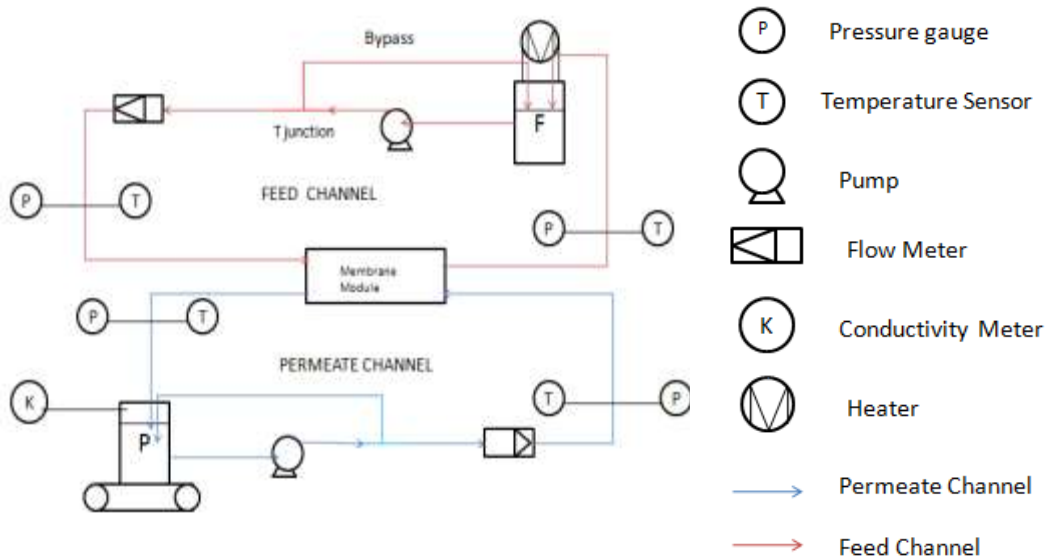 Bypass
F
T junction
P
T
FEED CHANNEL
P
T
Membrane
Module
P
T
PERMEATE CHANNEL
K
T
P
P
P
Pressure gauge
T
Temperature Sensor
Pump
Flow Meter
K
Conductivity Meter
Heater
Permeate Channel
Feed Channel